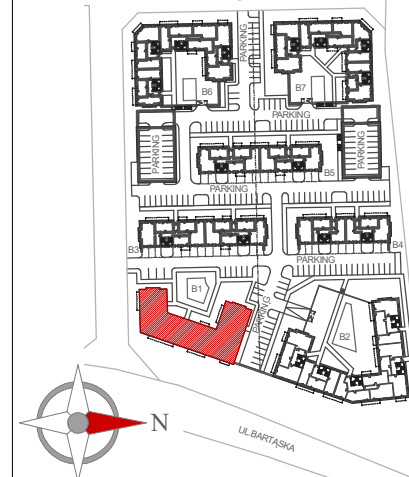 PARKING
B6
B7
PARKING
PARKING
PARKING
B5
PARKING
B3
B4
PARKING
B1
PARKING
B2
N
UL.BARTĄSKA